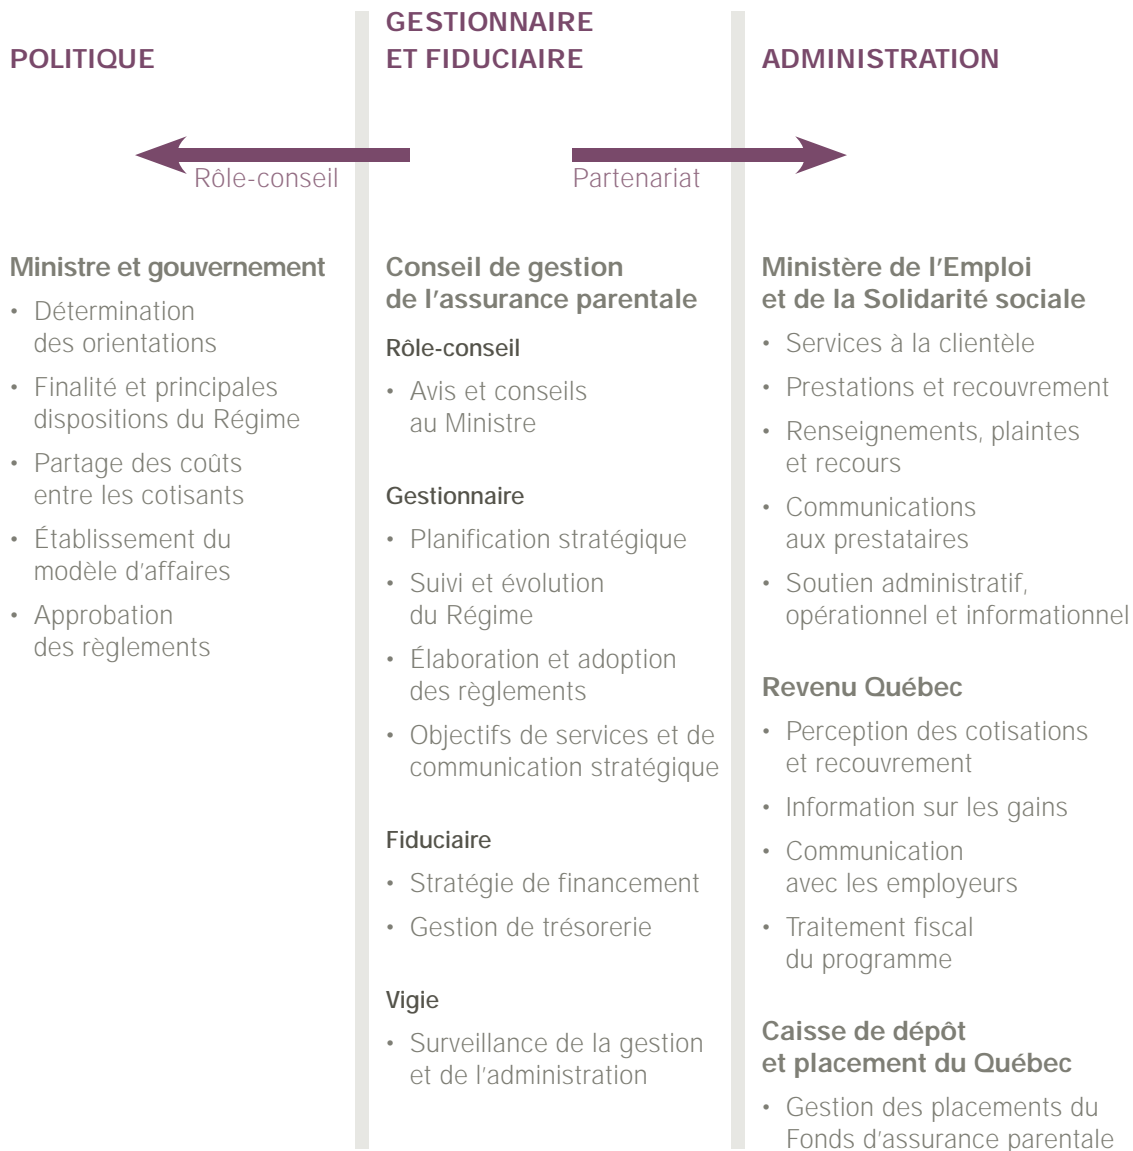 POLITIQUE
GESTIONNAIRE
ET FIDUCIAIRE
ADMINISTRATION
Rôle-conseil
Partenariat
Ministre et gouvernement
• Détermination
des orientations
• Finalité et principales
dispositions du Régime
• Partage des coûts
entre les cotisants
• Établissement du
modèle d'affaires
• Approbation
des règlements
Conseil de gestion
de l'assurance parentale
Rôle-conseil
• Avis et conseils
au Ministre
Gestionnaire
• Planification stratégique
• Suivi et évolution
du Régime
• Élaboration et adoption
des règlements
• Objectifs de services et de
communication stratégique
Fiduciaire
• Stratégie de financement
• Gestion de trésorerie
Vigie
• Surveillance de la gestion
et de l'administration
Ministère de l'Emploi
et de la Solidarité sociale
• Services à la clientèle
• Prestations et recouvrement
• Renseignements, plaintes
et recours
• Communications
aux prestataires
• Soutien administratif,
opérationnel et informationnel
Revenu Québec
• Perception des cotisations
et recouvrement
• Information sur les gains
• Communication
avec les employeurs
• Traitement fiscal
du programme
Caisse de dépôt
et placement du Québec
• Gestion des placements du
Fonds d'assurance parentale